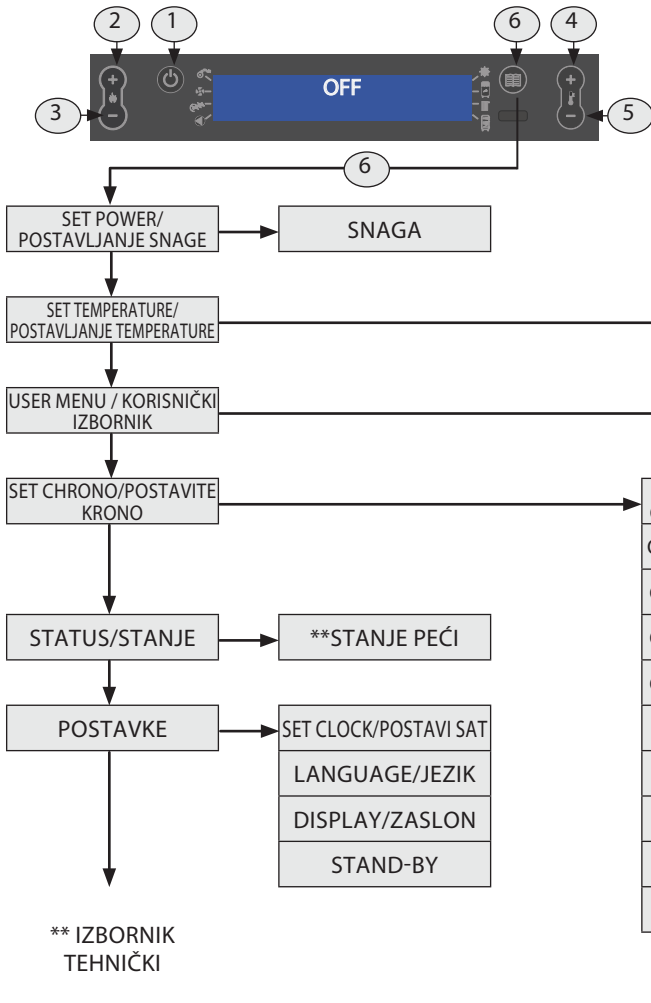 2
1
6
4
OFF
3
5
6
SET POWER/
POSTAVLJANJE SNAGE
SNAGA
SET TEMPERATURE/
POSTAVLJANJE TEMPERATURE
USER MENU / KORISNIČKI
IZBORNIK
SET CHRONO/POSTAVITE
KRONO
STATUS/STANJE
**STANJE PEĆI
POSTAVKE
SET CLOCK/POSTAVI SAT
LANGUAGE/JEZIK
DISPLAY/ZASLON
STAND-BY
** IZBORNIK
TEHNIČKI